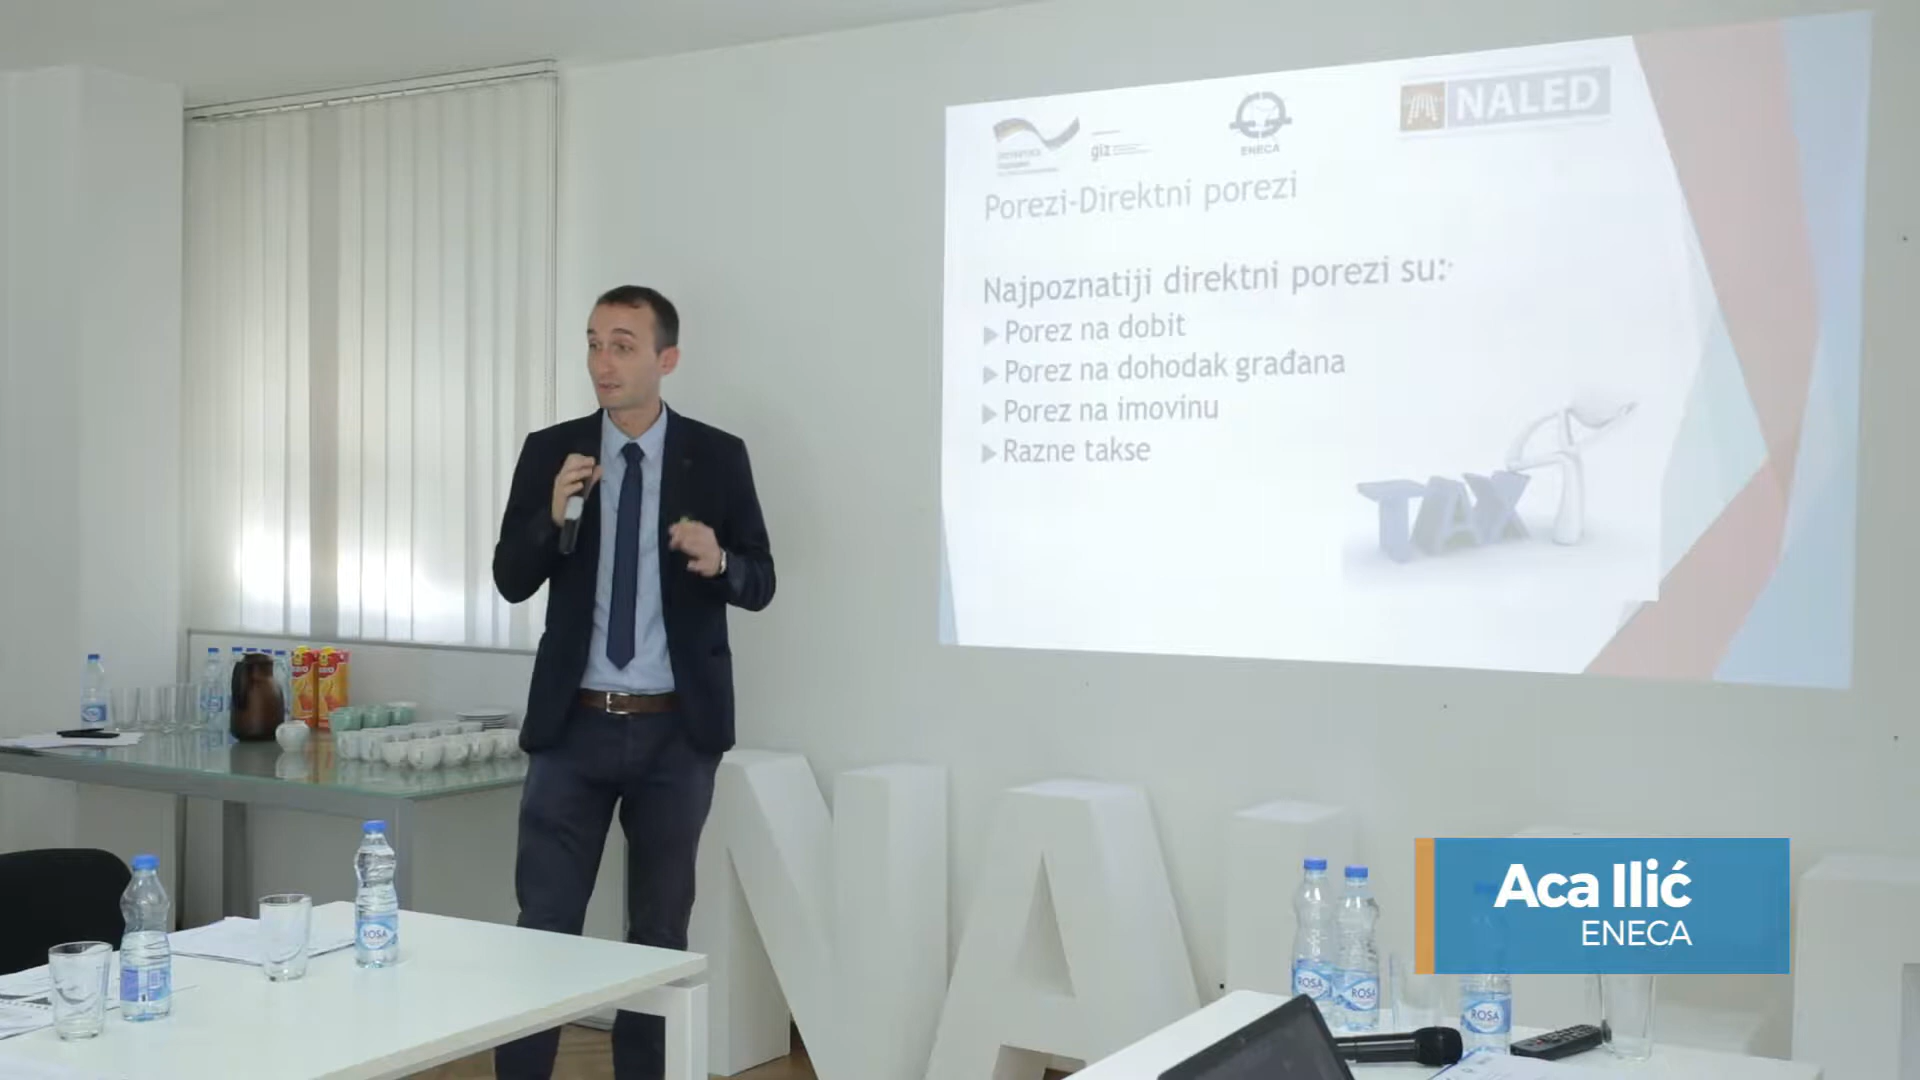 NALED
giz
ENECA
Porezi-Direktni porezi
Najpoznatiji direktni porezi su:
Porez na dobit
Porez na dohodak građana
Porez na imovinu
Razne takse
TAX
NAL
Aca Ilić
ENECA
ROSA
ROSA
ROSA
ROSA